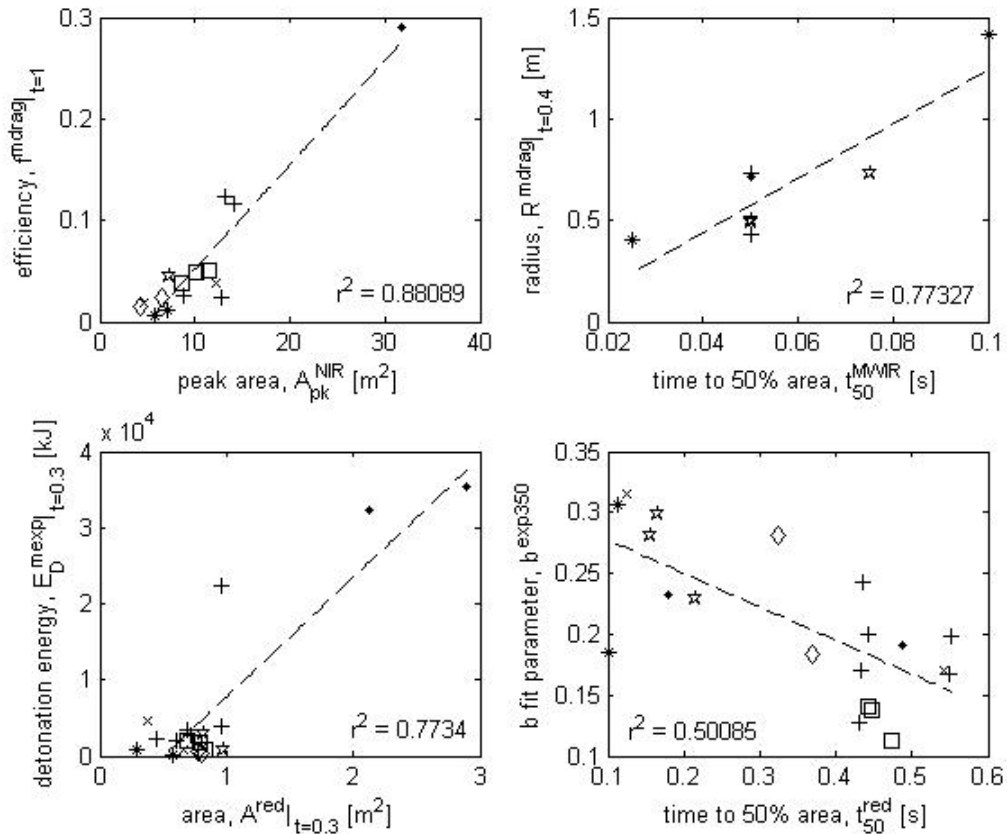 0.3
0.2
0.1
0
efficiency, f^mdrag|_t=1
r² = 0.88089
0 10 20 30 40
peak area, A_pk^NIR [m²]
1.5
1
0.5
0
radius, R^mdrag|_t=0.4 [m]
r² = 0.77327
0.02 0.04 0.06 0.08 0.1
time to 50% area, t_50^MWIR [s]
x 10⁴
4
3
2
1
0
detonation energy, E_D^mexp|_t=0.3 [kJ]
r² = 0.7734
0 1 2 3
area, A^red|_t=0.3 [m²]
0.35
0.3
0.25
0.2
0.15
0.1
b fit parameter, b^exp350
r² = 0.50085
0.1 0.2 0.3 0.4 0.5 0.6
time to 50% area, t_50^red [s]